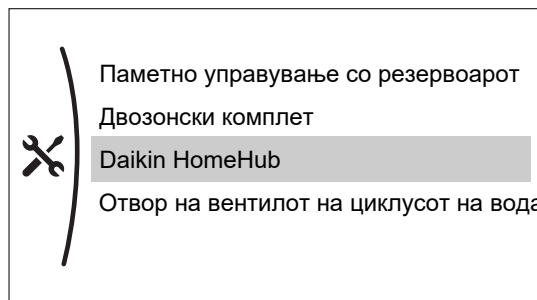 Паметно управување со резервоарот
Двозонски комплет
Daikin HomeHub
Отвор на вентилот на циклусот на вода